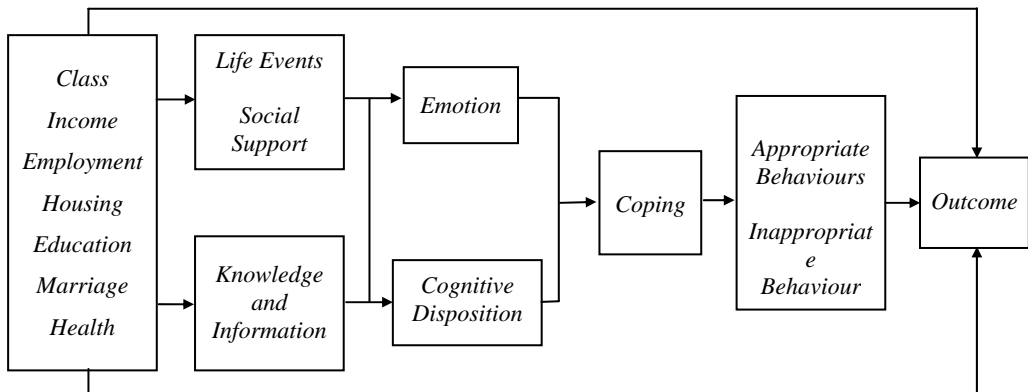 Class
Income
Employment
Housing
Education
Marriage
Health
Life Events
Social
Support
Knowledge
and
Information
Emotion
Cognitive
Disposition
Coping
Appropriate
Behaviours
Inappropriat
e
Behaviour
Outcome